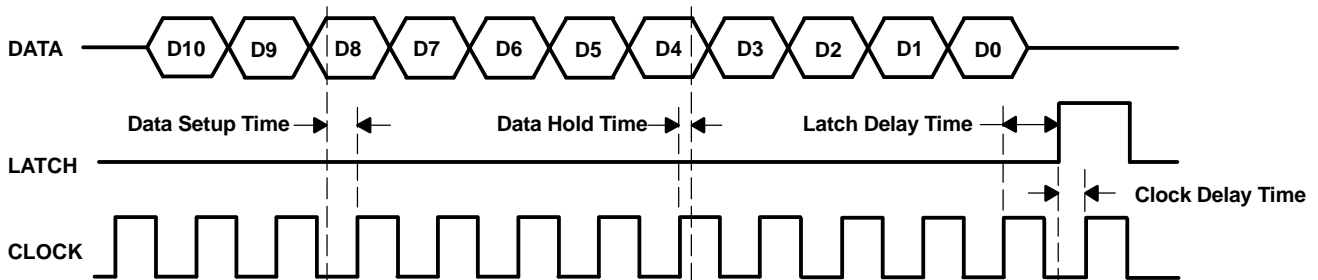 DATA D10 D9 D8 D7 D6 D5 D4 D3 D2 D1 D0
Data Setup Time Data Hold Time Latch Delay Time
LATCH
Clock Delay Time
CLOCK